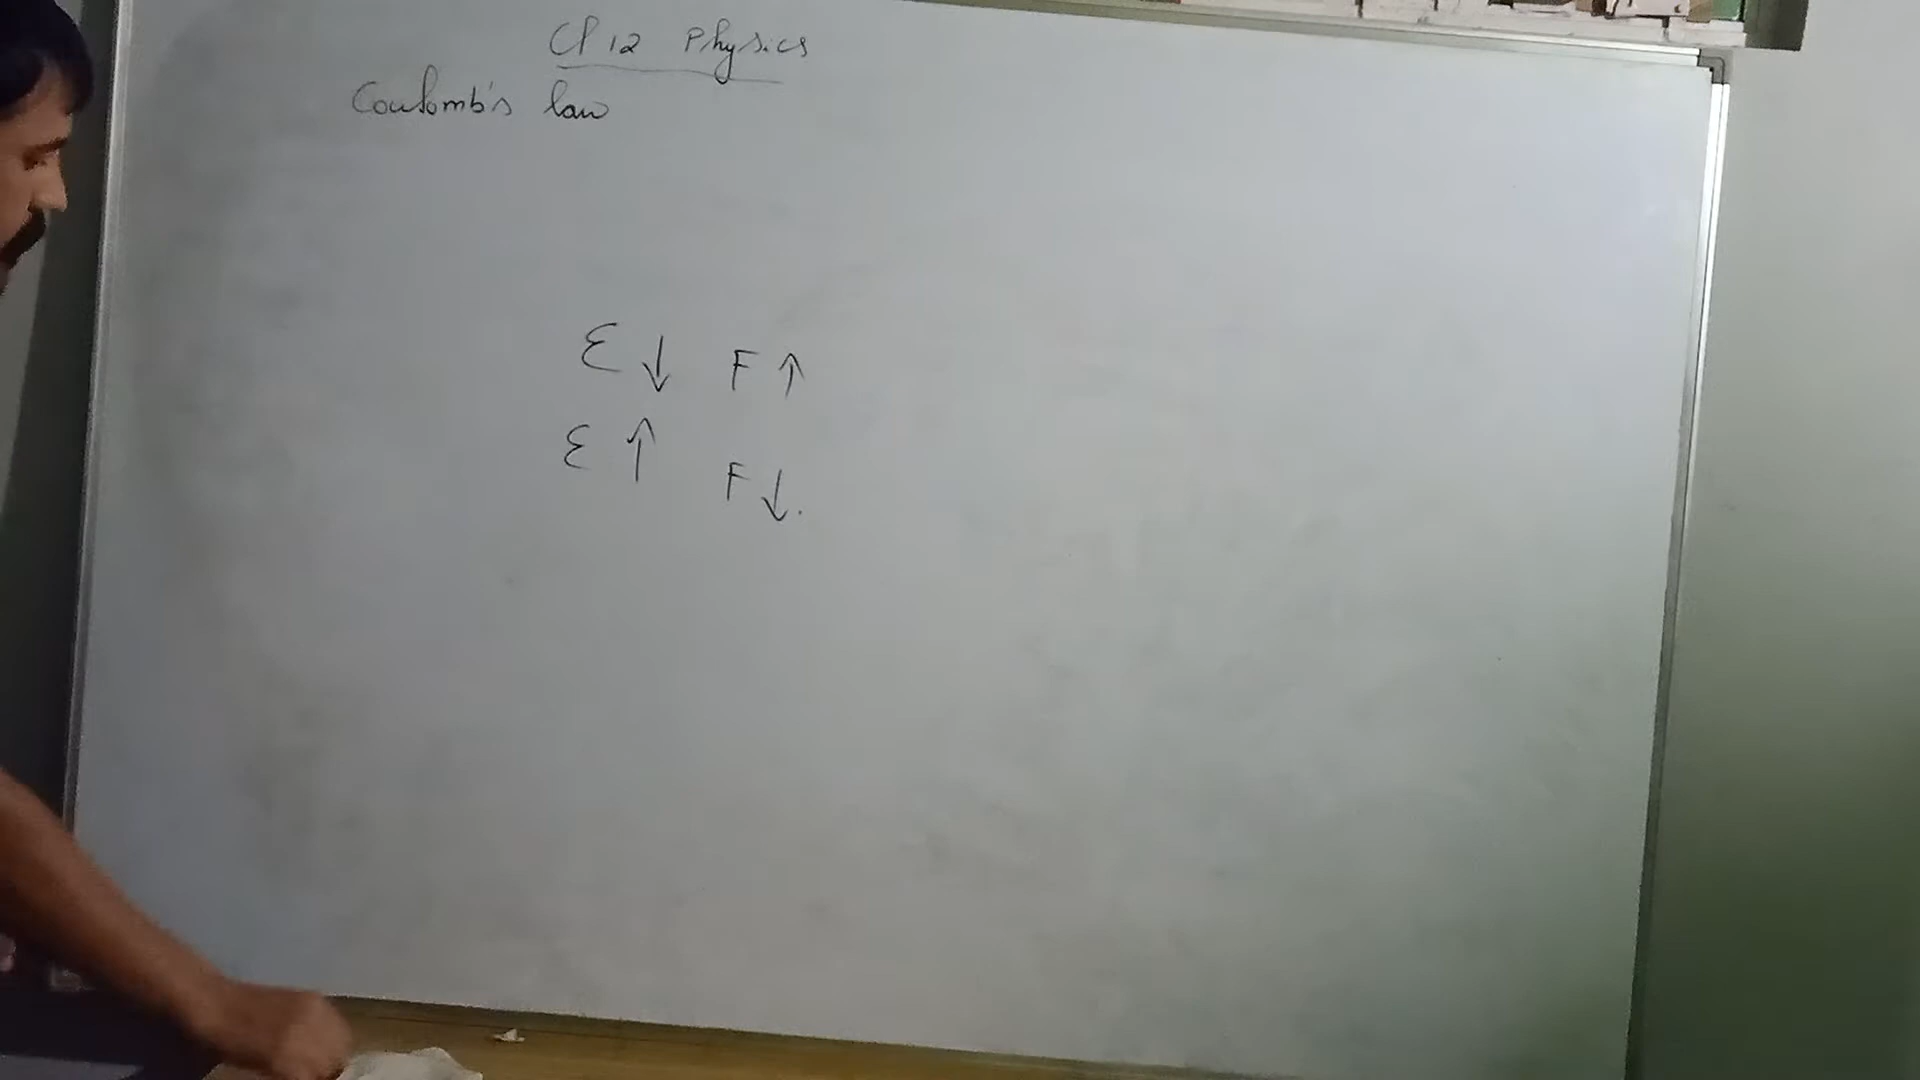 Cl 12 Physics
Coulomb's law
ε ↓ F ↑
ε ↑ F ↓.